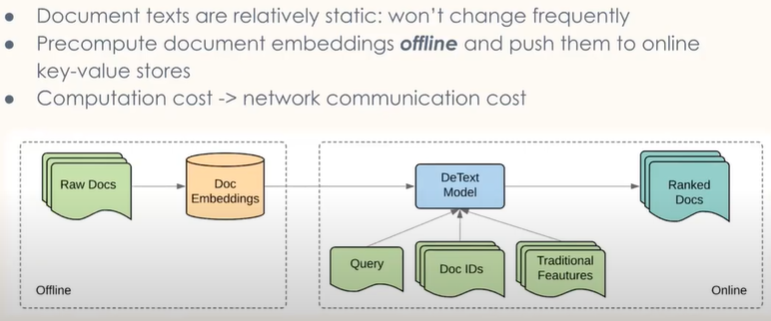 Document texts are relatively static: won't change frequently
Precompute document embeddings offline and push them to online
key-value stores
Computation cost -> network communication cost
Raw Docs
Doc
Embeddings
DeText
Model
Ranked
Docs
Query
Doc IDs
Traditional
Feautures
Offline
Online